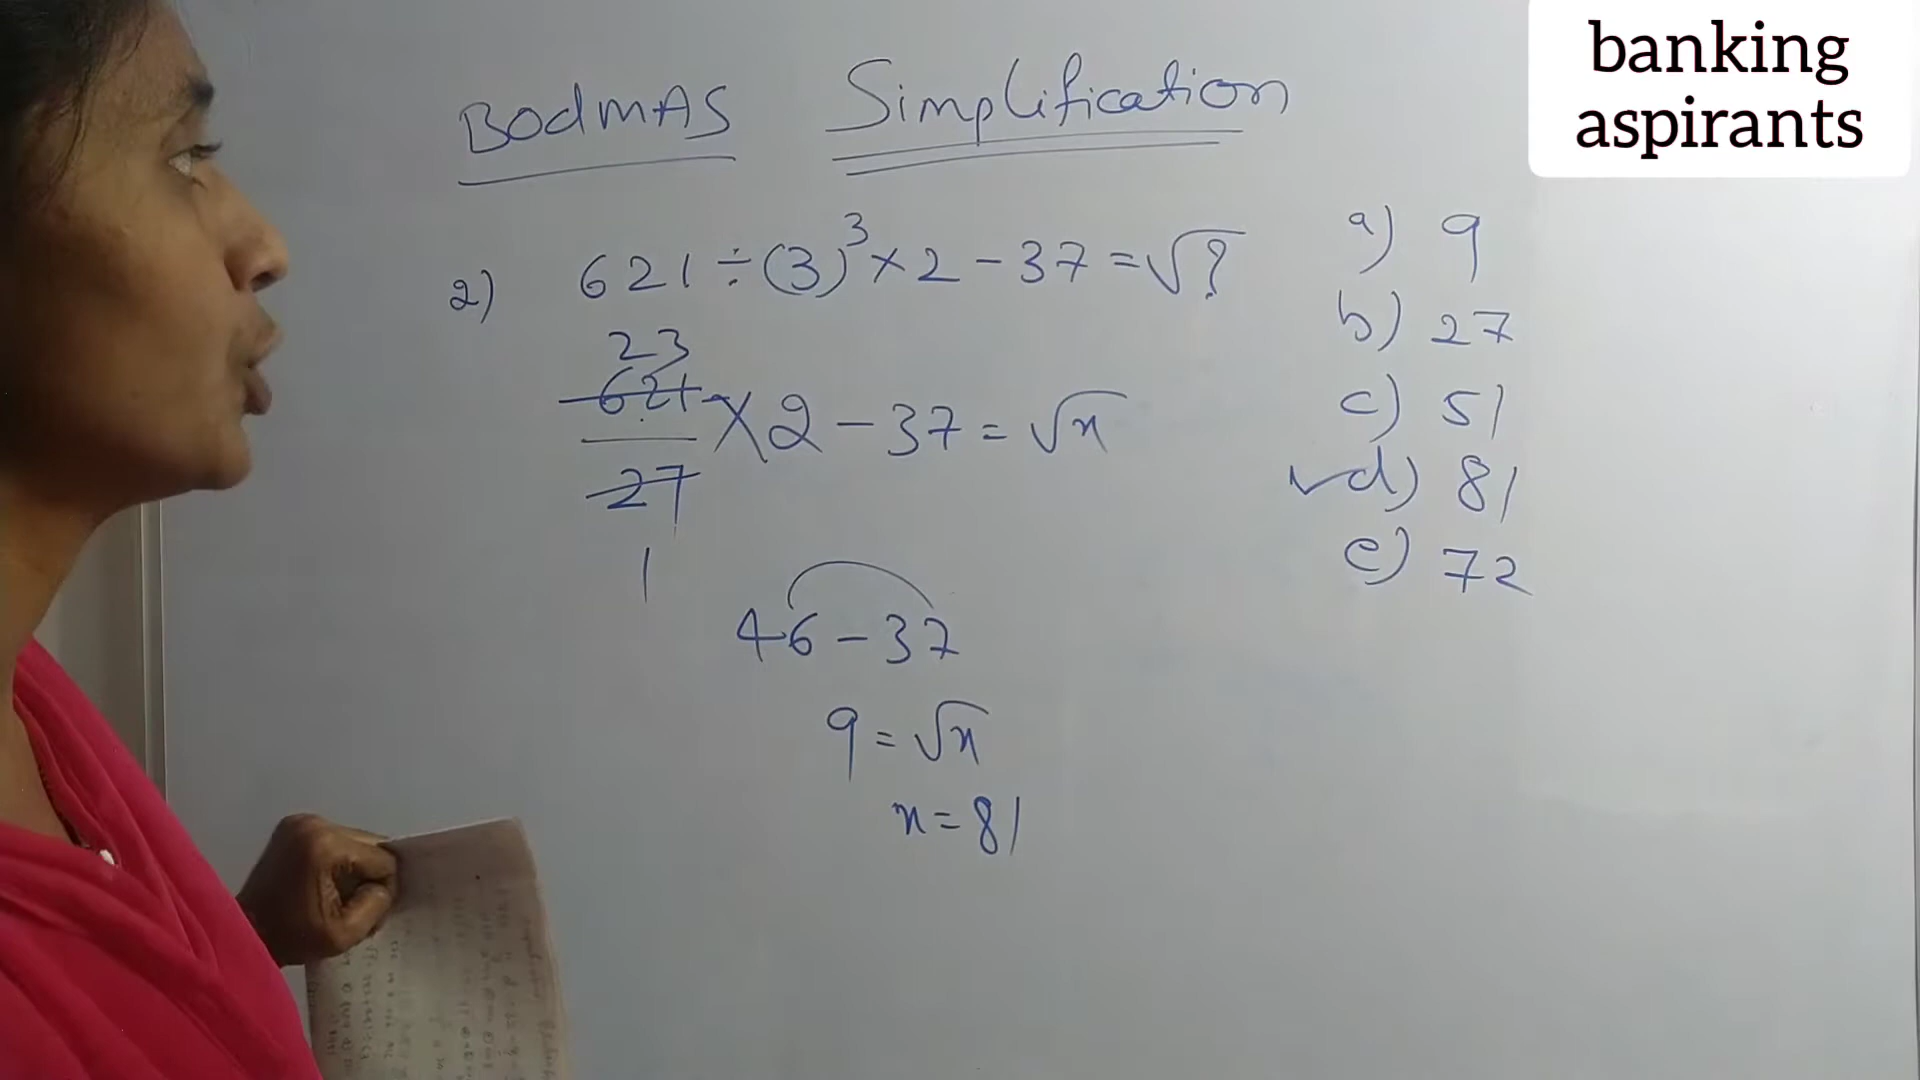 banking
aspirants
BODMAS Simplification
2) 621 ÷ (3)³ × 2 - 37 = √?
23
621 × 2 - 37 = √x
27
1
46 - 37
9 = √x
x = 81
a) 9
b) 27
c) 51
✓d) 81
e) 72